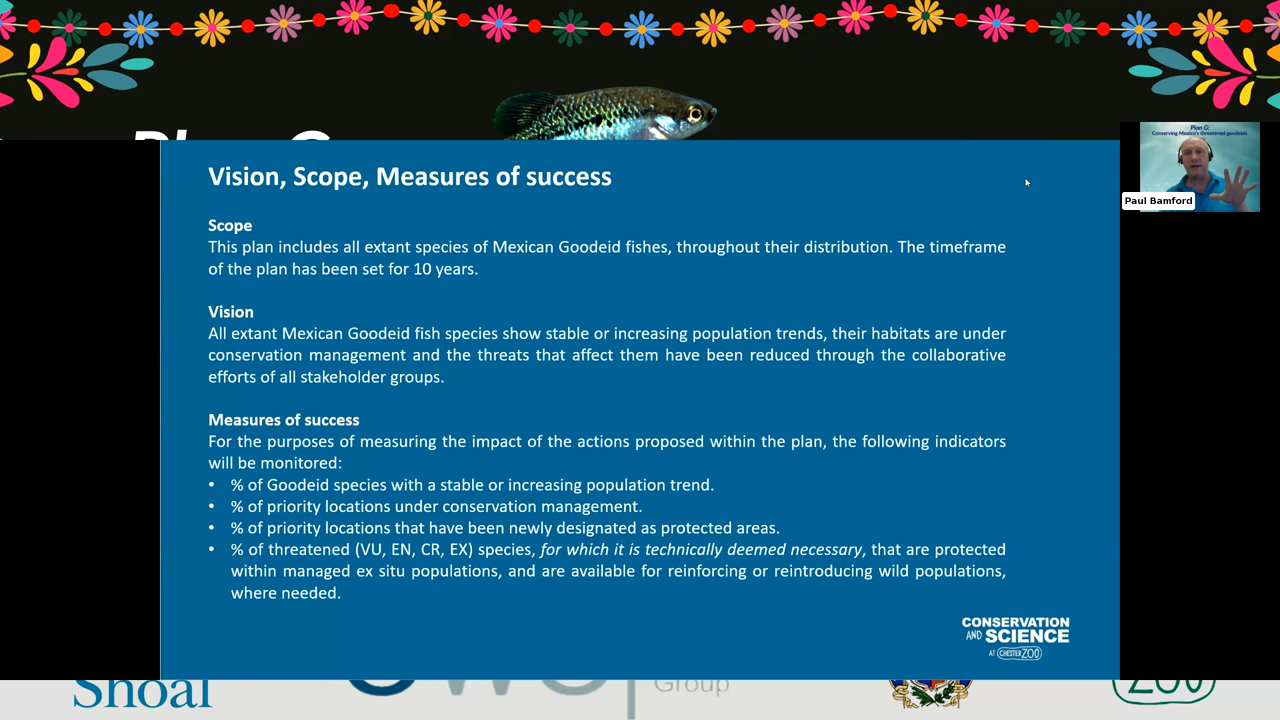 Plan G
Vision, Scope, Measures of success
Plan G:
Conserving Mexico's threatened goodeids
Paul Bamford
Scope
This plan includes all extant species of Mexican Goodeid fishes, throughout their distribution. The timeframe
of the plan has been set for 10 years.
Vision
All extant Mexican Goodeid fish species show stable or increasing population trends, their habitats are under
conservation management and the threats that affect them have been reduced through the collaborative
efforts of all stakeholder groups.
Measures of success
For the purposes of measuring the impact of the actions proposed within the plan, the following indicators
will be monitored:
• % of Goodeid species with a stable or increasing population trend.
• % of priority locations under conservation management.
• % of priority locations that have been newly designated as protected areas.
• % of threatened (VU, EN, CR, EX) species, for which it is technically deemed necessary, that are protected
within managed ex situ populations, and are available for reinforcing or reintroducing wild populations,
where needed.
CONSERVATION
AND SCIENCE
AT CHESTER ZOO
Shoal
GWG
Group
ZOO